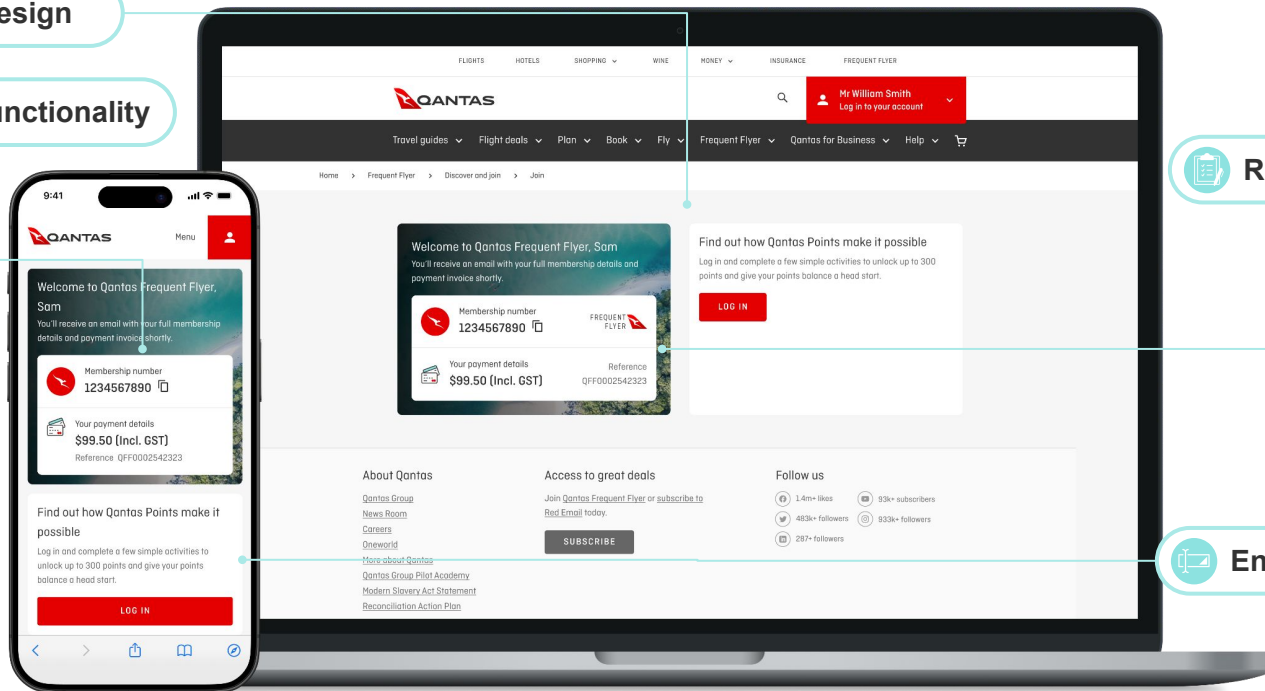 esign
unctionality
R
En
FLIGHTS HOTELS SHOPPING WINE MONEY INSURANCE FREQUENT FLYER
QANTAS
Mr William Smith
Log in to your account
Travel guides Flight deals Plan Book Fly Frequent Flyer Qantas for Business Help
Home > Frequent Flyer > Discover and join > Join
Welcome to Qantas Frequent Flyer, Sam
You'll receive an email with your full membership details and
payment invoice shortly.
Membership number
1234567890
FREQUENT
FLYER
Your payment details
$99.50 (Incl. GST)
Reference
QFF0002542323
Find out how Qantas Points make it possible
Log in and complete a few simple activities to unlock up to 300
points and give your points balance a head start.
LOG IN
About Qantas
Qantas Group
News Room
Careers
Oneworld
More about Qantas
Qantas Group Pilot Academy
Modern Slavery Act Statement
Reconciliation Action Plan
Access to great deals
Join Qantas Frequent Flyer or subscribe to
Red Email today.
SUBSCRIBE
Follow us
1.4m+ likes
93k+ subscribers
483k+ followers
933k+ followers
287+ followers
9:41
QANTAS
Menu
Welcome to Qantas Frequent Flyer,
Sam
You'll receive an email with your full membership
details and payment invoice shortly.
Membership number
1234567890
Your payment details
$99.50 (Incl. GST)
Reference QFF0002542323
Find out how Qantas Points make it
possible
Log in and complete a few simple activities to
unlock up to 300 points and give your points
balance a head start.
LOG IN